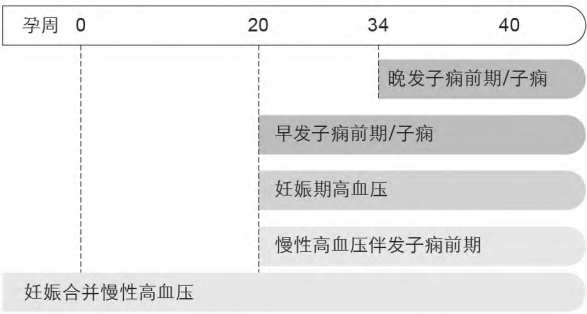 孕周 0 20 34 40
晚发子痫前期/子痫
早发子痫前期/子痫
妊娠期高血压
慢性高血压伴发子痫前期
妊娠合并慢性高血压